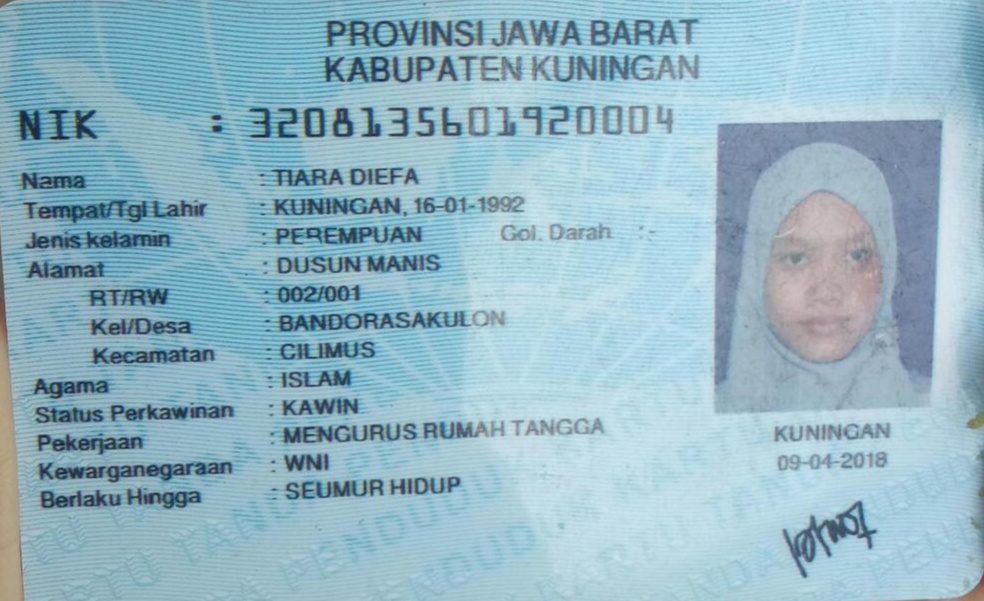 PROVINSI JAWA BARAT
KABUPATEN KUNINGAN
NIK : 3208135601920004
Nama : TIARA DIEFA
Tempat/Tgl Lahir : KUNINGAN, 16-01-1992
Jenis kelamin : PEREMPUAN Gol. Darah :-
Alamat : DUSUN MANIS
RT/RW : 002/001
Kel/Desa : BANDORASAKULON
Kecamatan : CILIMUS
Agama : ISLAM
Status Perkawinan : KAWIN
Pekerjaan : MENGURUS RUMAH TANGGA
Kewarganegaraan : WNI
Berlaku Hingga : SEUMUR HIDUP
KUNINGAN
09-04-2018